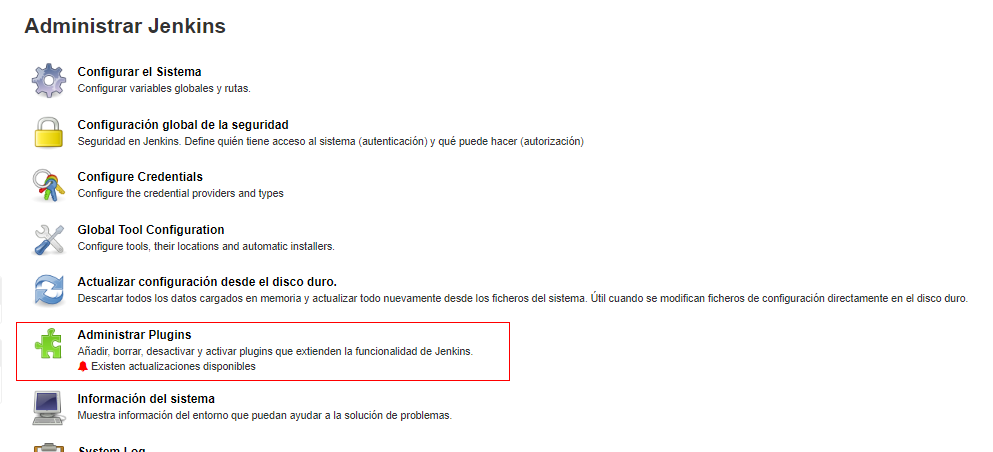 Administrar Jenkins
Configurar el Sistema
Configurar variables globales y rutas.
Configuración global de la seguridad
Seguridad en Jenkins. Define quién tiene acceso al sistema (autenticación) y qué puede hacer (autorización)
Configure Credentials
Configure the credential providers and types
Global Tool Configuration
Configure tools, their locations and automatic installers.
Actualizar configuración desde el disco duro.
Descartar todos los datos cargados en memoria y actualizar todo nuevamente desde los ficheros del sistema. Útil cuando se modifican ficheros de configuración directamente en el disco duro.
Administrar Plugins
Añadir, borrar, desactivar y activar plugins que extienden la funcionalidad de Jenkins.
Existen actualizaciones disponibles
Información del sistema
Muestra información del entorno que puedan ayudar a la solución de problemas.
System Log